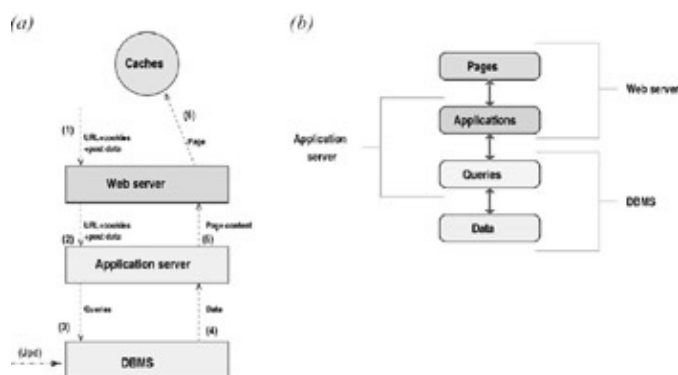 (a)
Caches
(1)
URL+cookies
+post data
(6)
Page
Web server
(2)
URL+cookies
+post data
Page content
(5)
Application server
(3)
Queries
Data
(4)
(Upd)
DBMS
(b)
Pages
Applications
Queries
Data
Application
server
Web server
DBMS